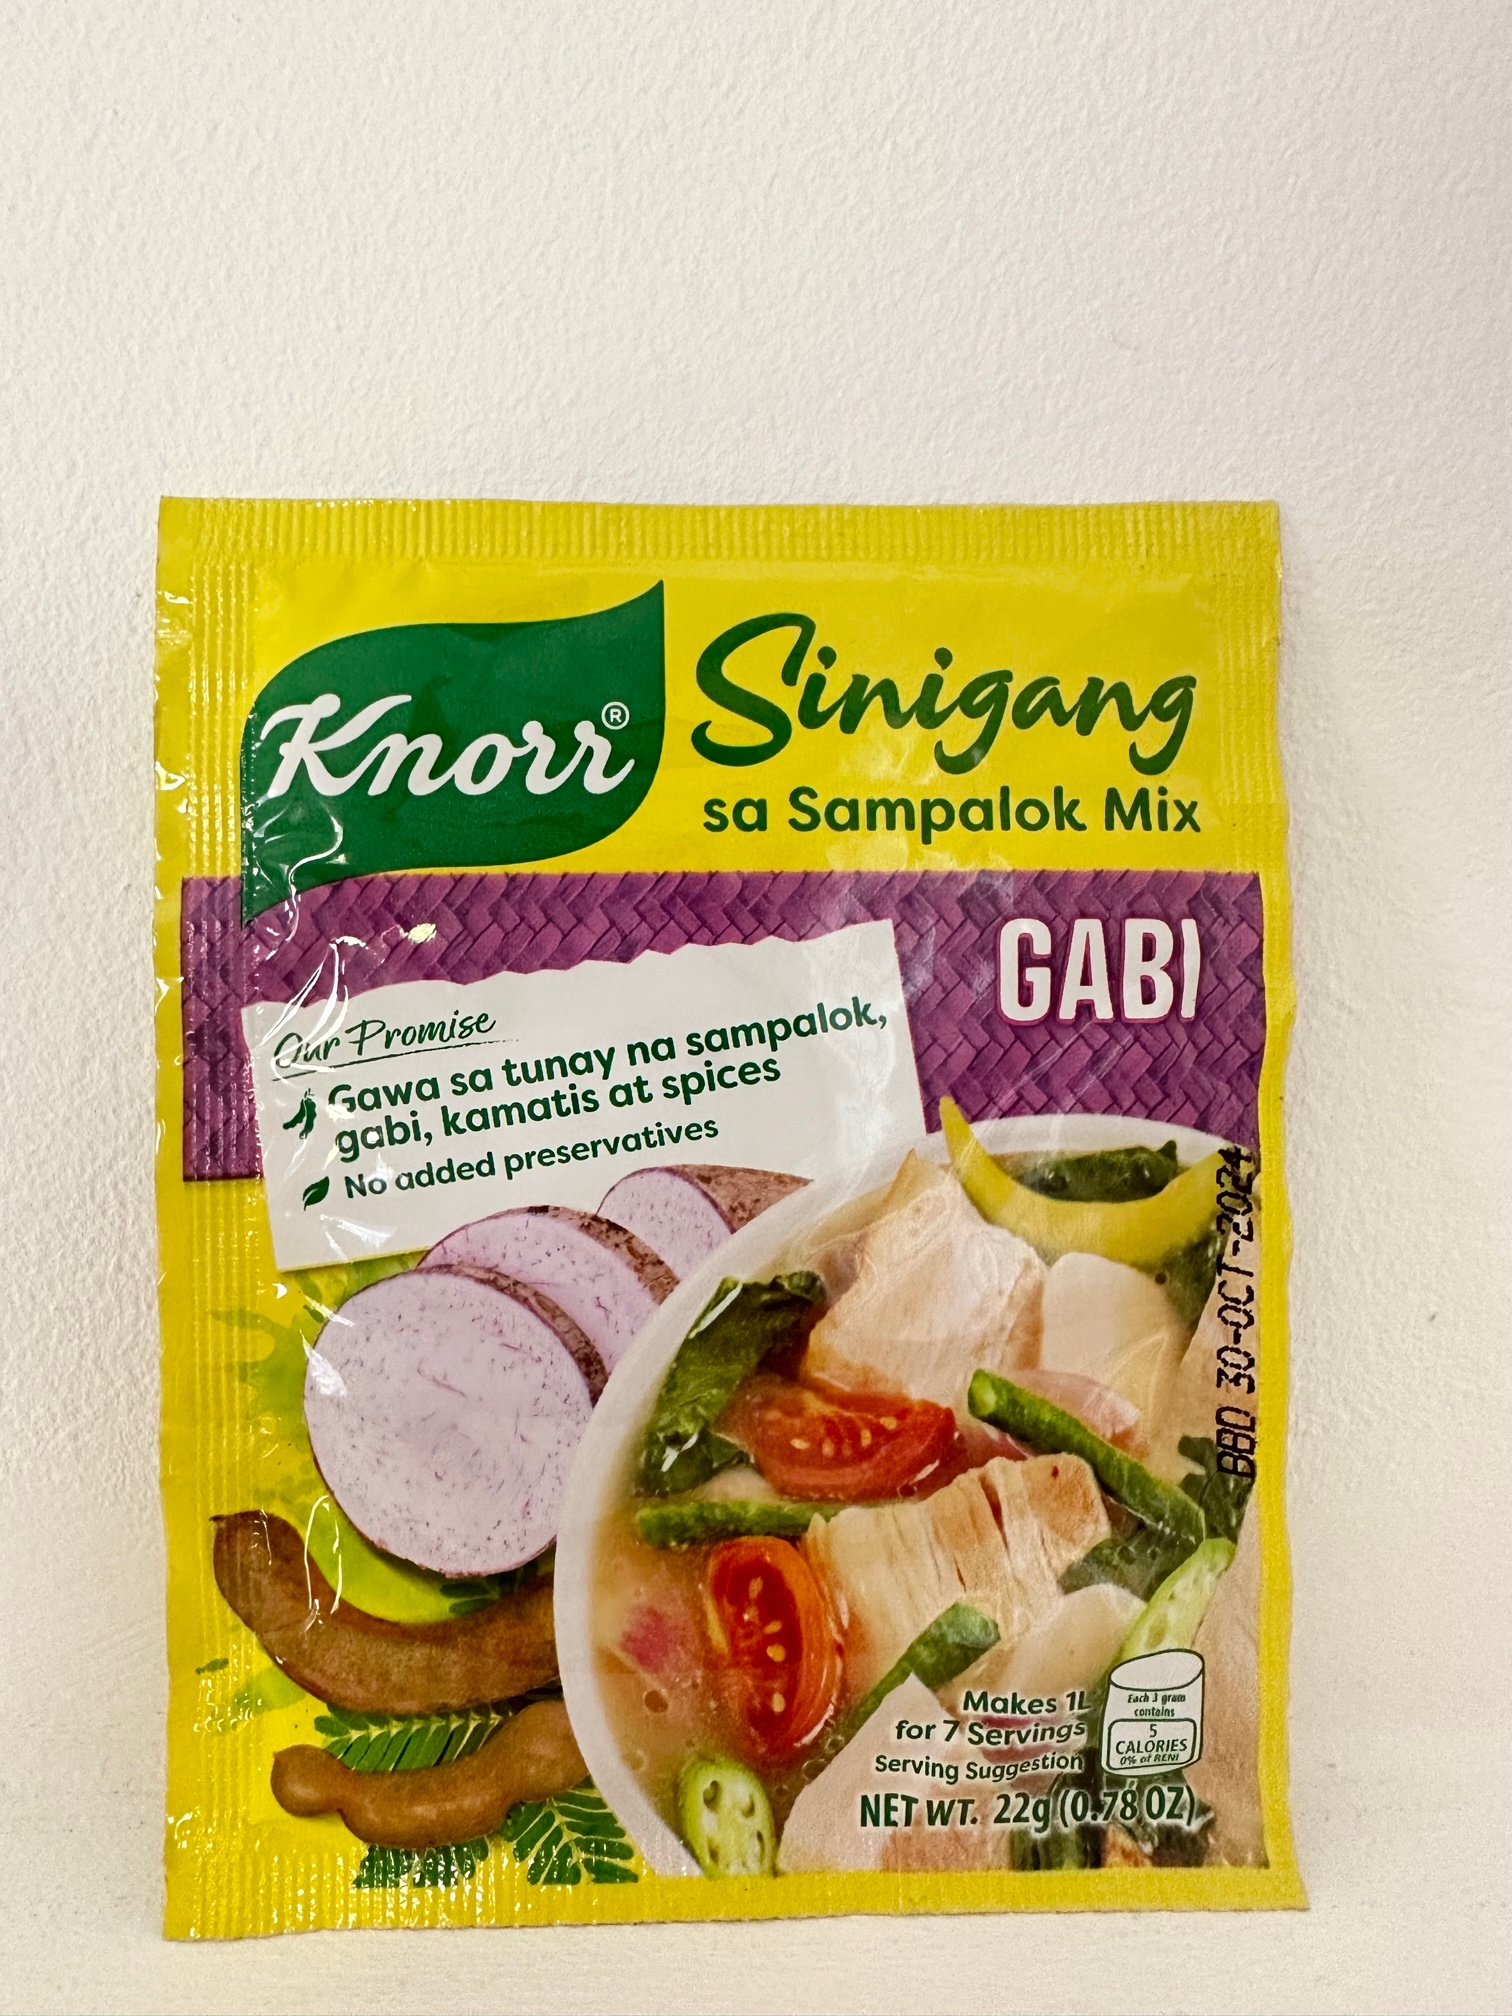 Knorr®
Sinigang
sa Sampalok Mix
GABI
Our Promise
Gawa sa tunay na sampalok,
gabi, kamatis at spices
No added preservatives
BBD 30-OCT-2024
Makes 1L
for 7 Servings
Serving Suggestion
Each 3 gram
contains
5
CALORIES
0% of RENI
NET WT. 22g (0.78 OZ)